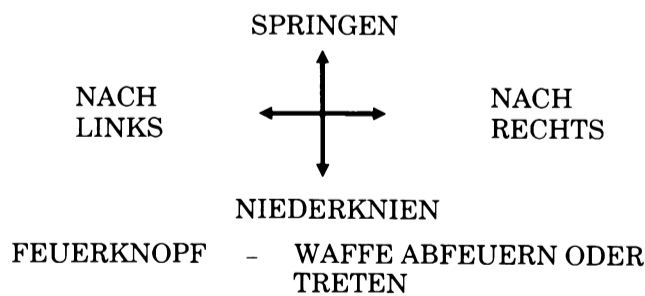 SPRINGEN
NACH
LINKS
NACH
RECHTS
NIEDERKNIEN
FEUERKNOPF – WAFFE ABFEUERN ODER
TRETEN